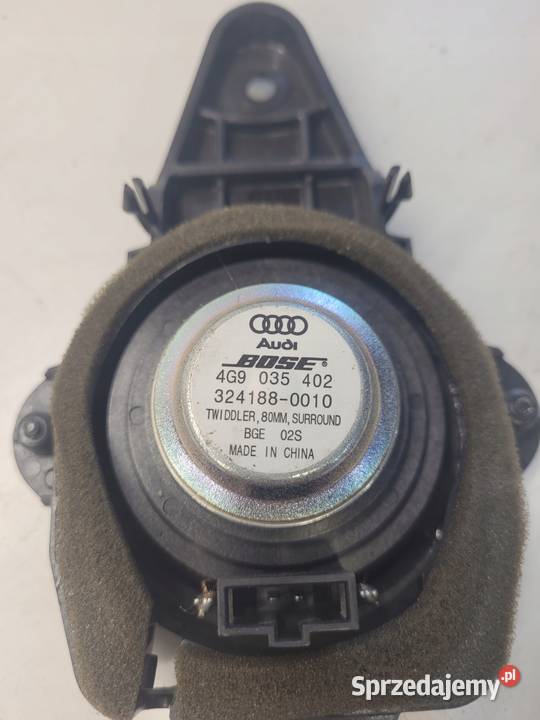 Audi
BOSE®
4G9 035 402
324188-0010
TWIDDLER, 80MM, SURROUND
BGE 02S
MADE IN CHINA
Sprzedajemy.pl